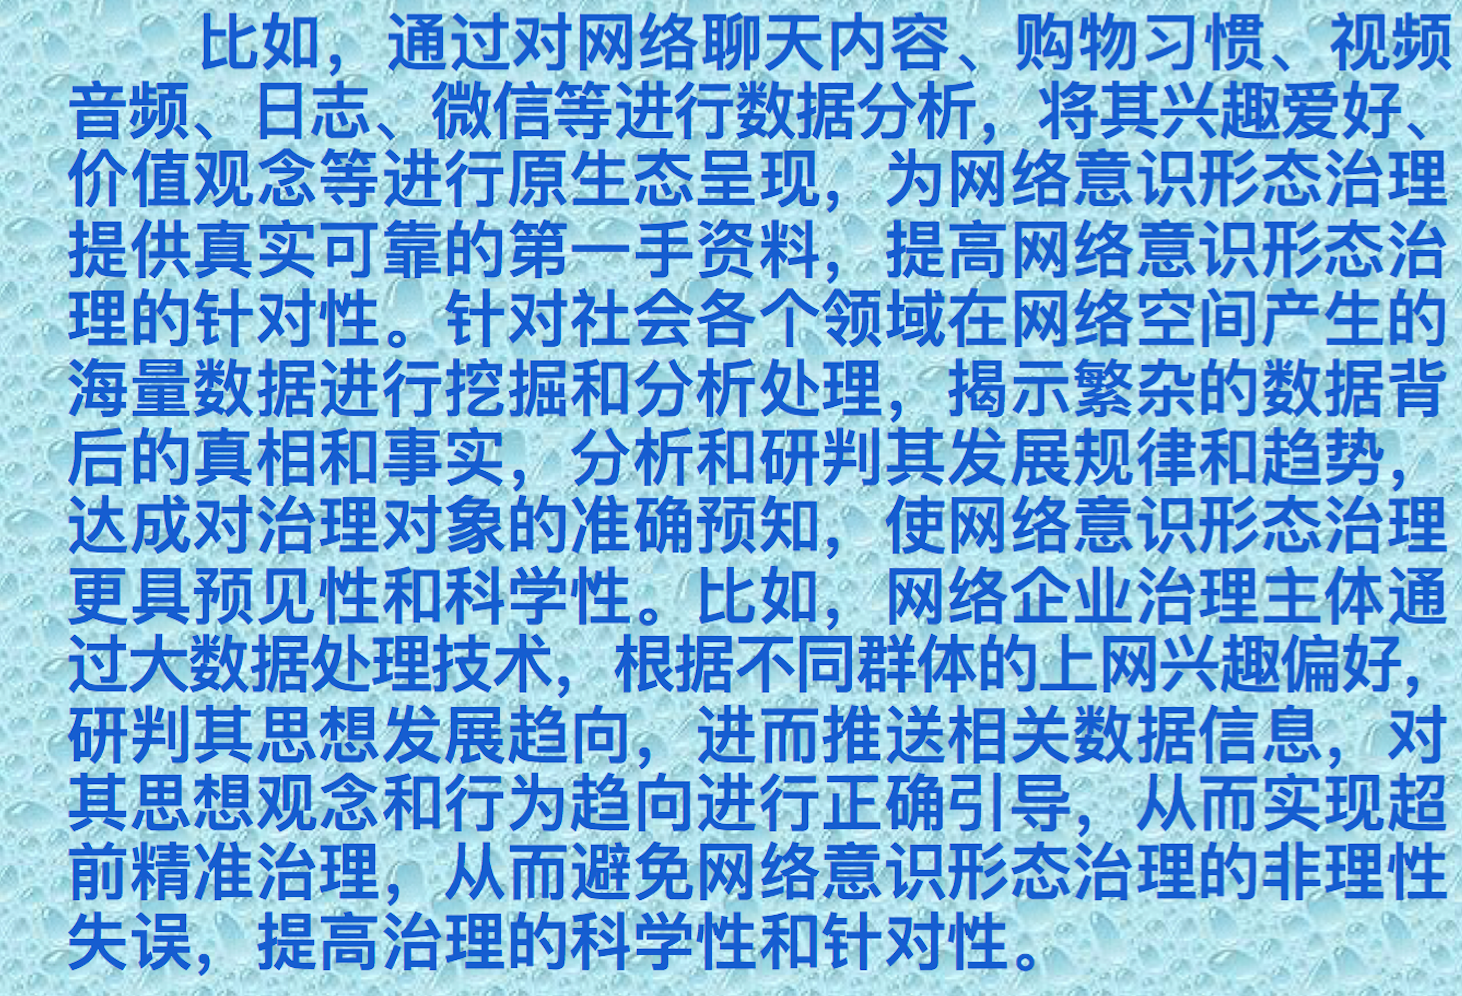 比如，通过对网络聊天内容、购物习惯、视频
音频、日志、微信等进行数据分析，将其兴趣爱好、
价值观念等进行原生态呈现，为网络意识形态治理
提供真实可靠的第一手资料，提高网络意识形态治
理的针对性。针对社会各个领域在网络空间产生的
海量数据进行挖掘和分析处理，揭示繁杂的数据背
后的真相和事实，分析和研判其发展规律和趋势，
达成对治理对象的准确预知，使网络意识形态治理
更具预见性和科学性。比如，网络企业治理主体通
过大数据处理技术，根据不同群体的上网兴趣偏好，
研判其思想发展趋向，进而推送相关数据信息，对
其思想观念和行为趋向进行正确引导，从而实现超
前精准治理，从而避免网络意识形态治理的非理性
失误，提高治理的科学性和针对性。